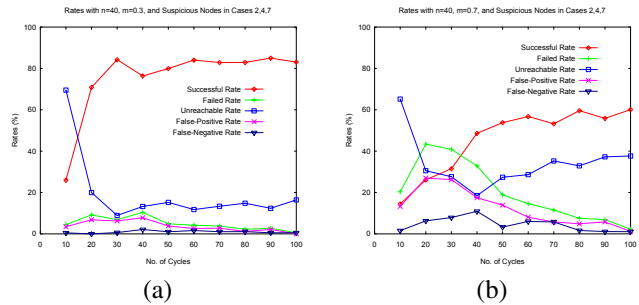 Rates with n=40, m=0.3, and Suspicious Nodes in Cases 2,4,7
100
80
60
40
20
0
Rates (%)
Successful Rate
Failed Rate
Unreachable Rate
False-Positive Rate
False-Negative Rate
0 10 20 30 40 50 60 70 80 90 100
No. of Cycles
(a)
Rates with n=40, m=0.7, and Suspicious Nodes in Cases 2,4,7
100
80
60
40
20
0
Rates (%)
Successful Rate
Failed Rate
Unreachable Rate
False-Positive Rate
False-Negative Rate
0 10 20 30 40 50 60 70 80 90 100
No. of Cycles
(b)